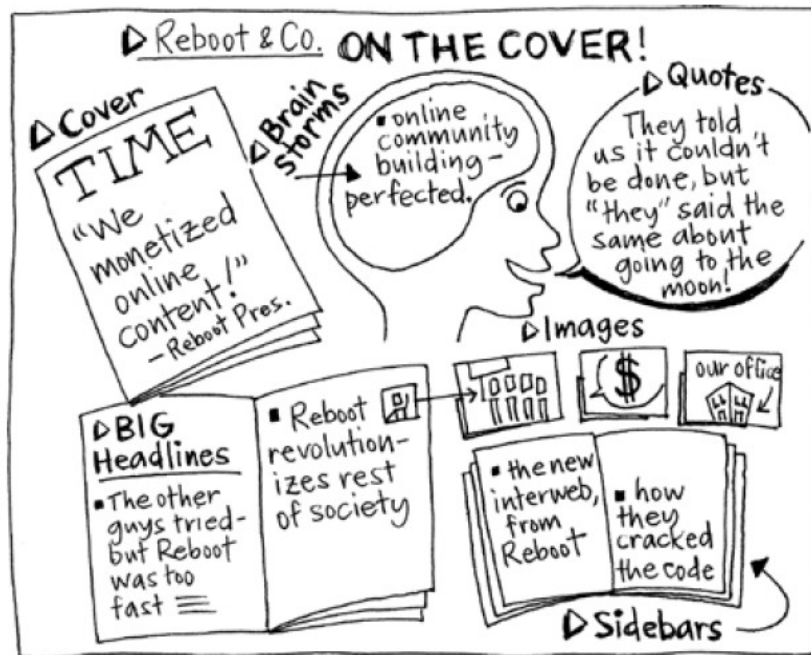 Reboot & Co. ON THE COVER!
Cover
TIME
"We
monetized
online
content!"
-Reboot Pres.
Brain
Storms
▪ online
community
building-
perfected.
Quotes
They told
us it couldn't
be done, but
"they" said the
same about
going to the
moon!
Images
$
our office
BIG
Headlines
▪ The other
guys tried-
but Reboot
was too
fast
▪ Reboot
revolution-
izes rest
of society
▪ the new
interweb,
from
Reboot
▪ how
they
cracked
the code
Sidebars